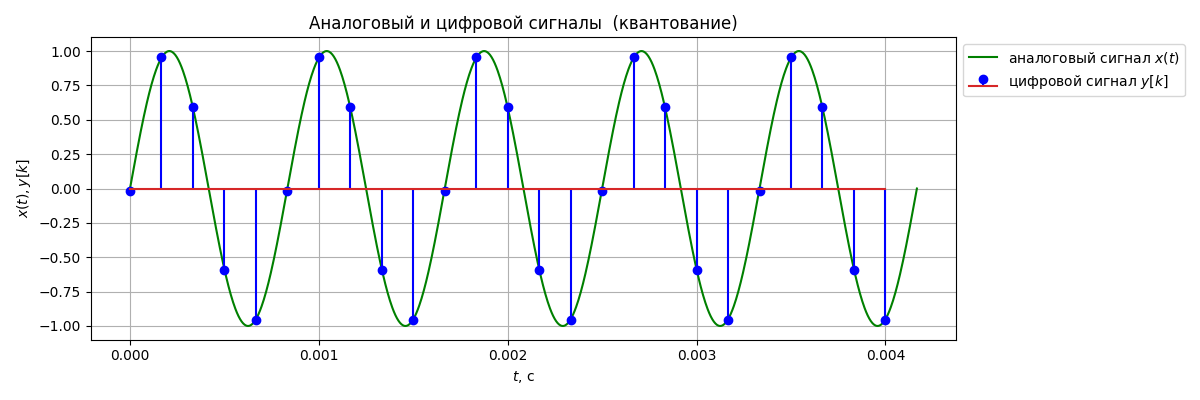 Аналоговый и цифровой сигналы (квантование)
x(t), y[k]
1.00
0.75
0.50
0.25
0.00
−0.25
−0.50
−0.75
−1.00
0.000 0.001 0.002 0.003 0.004
t, с
аналоговый сигнал x(t)
цифровой сигнал y[k]